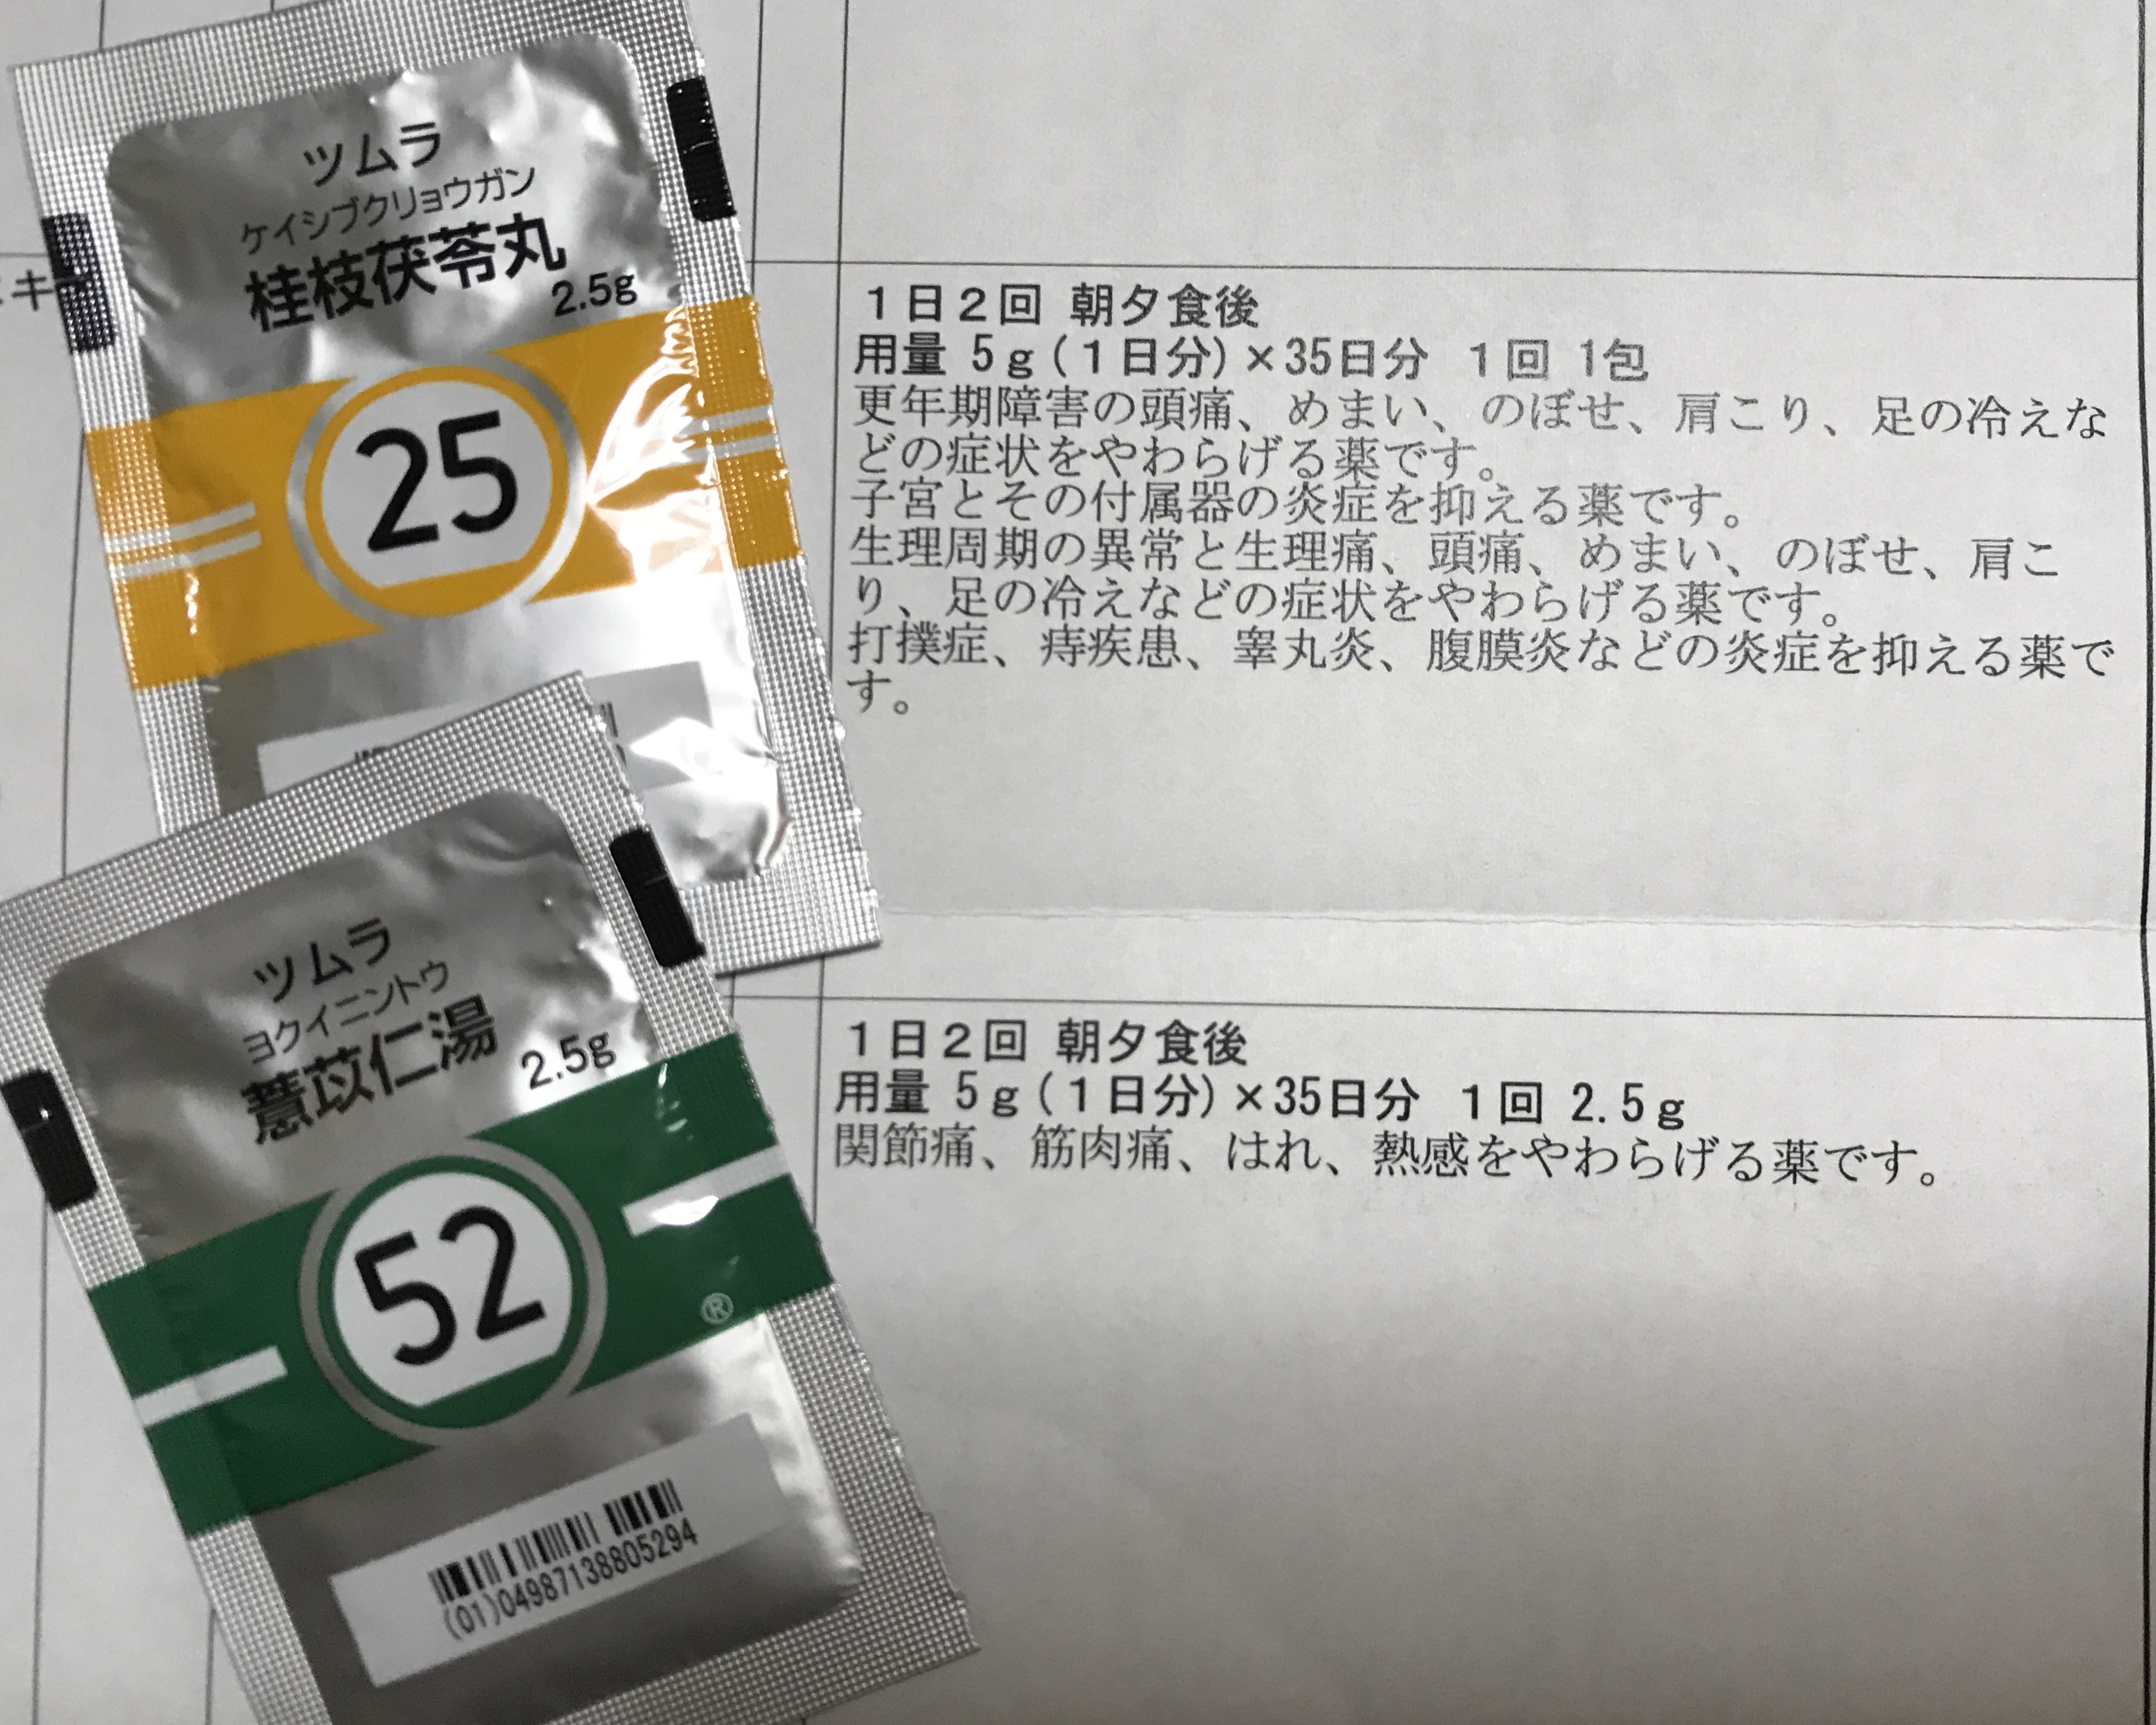 ツムラ
ケイシブクリョウガン
桂枝茯苓丸
2.5g
25
キ
1日2回 朝夕食後
用量 5g(1日分)×35日分 1回 1包
更年期障害の頭痛、めまい、のぼせ、肩こり、足の冷えな
どの症状をやわらげる薬です。
子宮とその付属器の炎症を抑える薬です。
生理周期の異常と生理痛、頭痛、めまい、のぼせ、肩こ
り、足の冷えなどの症状をやわらげる薬です。
打撲症、痔疾患、睾丸炎、腹膜炎などの炎症を抑える薬で
す。
ツムラ
ヨクイニントウ
薏苡仁湯
2.5g
52
®
(01)04987138805294
1日2回 朝夕食後
用量 5g(1日分)×35日分 1回 2.5g
関節痛、筋肉痛、はれ、熱感をやわらげる薬です。